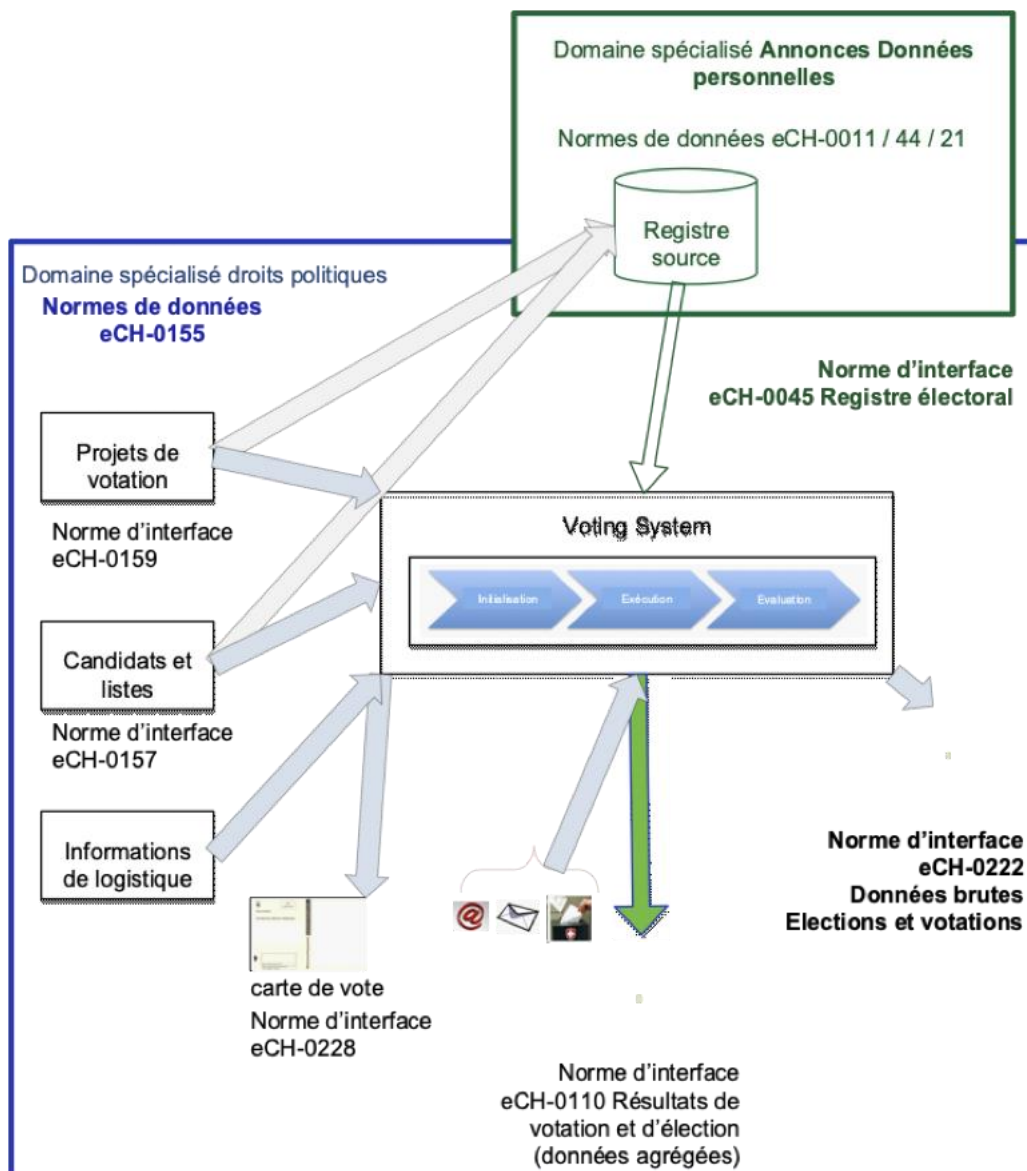 Domaine spécialisé Annonces Données
personnelles
Normes de données eCH-0011 / 44 / 21
Registre
source
Domaine spécialisé droits politiques
Normes de données
eCH-0155
Norme d'interface
eCH-0045 Registre électoral
Projets de
votation
Norme d'interface
eCH-0159
Voting System
Initialisation
Exécution
Evaluation
Candidats et
listes
Norme d'interface
eCH-0157
Informations
de logistique
Norme d'interface
eCH-0222
Données brutes
Elections et votations
@
carte de vote
Norme d'interface
eCH-0228
Norme d'interface
eCH-0110 Résultats de
votation et d'élection
(données agrégées)